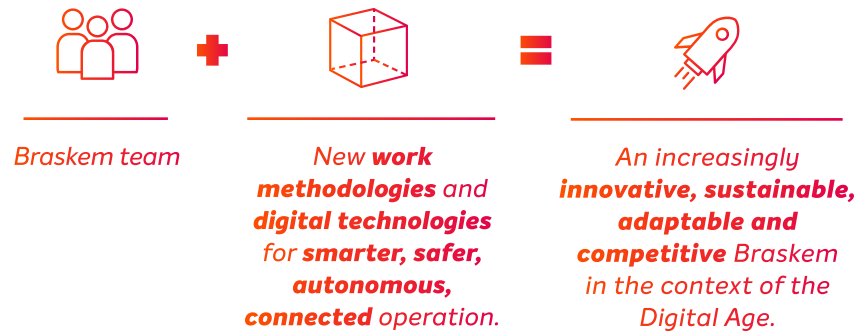 Braskem team
New work
methodologies and
digital technologies
for smarter, safer,
autonomous,
connected operation.
An increasingly
innovative, sustainable,
adaptable and
competitive Braskem
in the context of the
Digital Age.